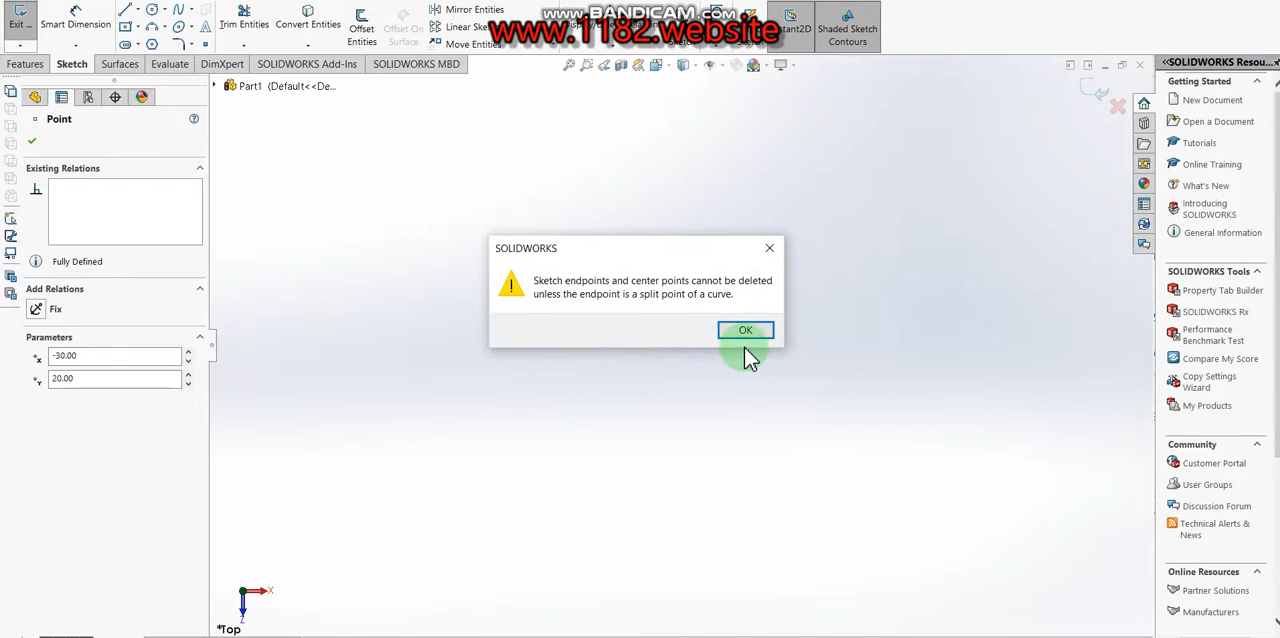 www.BANDICAM.com
www.1182.website
Exit ...
Smart Dimension
Trim Entities
Convert Entities
Offset
Entities
Offset On
Surface
Mirror Entities
Linear Sk
Move Entities
nstant2D
Shaded Sketch
Contours
Features
Sketch
Surfaces
Evaluate
DimXpert
SOLIDWORKS Add-Ins
SOLIDWORKS MBD
Part1 (Default<<De...
Point
Existing Relations
Fully Defined
Add Relations
Fix
Parameters
-30.00
20.00
SOLIDWORKS
Sketch endpoints and center points cannot be deleted
unless the endpoint is a split point of a curve.
OK
X
Z
*Top
SOLIDWORKS Resou...
Getting Started
New Document
Open a Document
Tutorials
Online Training
What's New
Introducing
SOLIDWORKS
General Information
SOLIDWORKS Tools
Property Tab Builder
SOLIDWORKS Rx
Performance
Benchmark Test
Compare My Score
Copy Settings
Wizard
My Products
Community
Customer Portal
User Groups
Discussion Forum
Technical Alerts &
News
Online Resources
Partner Solutions
Manufacturers